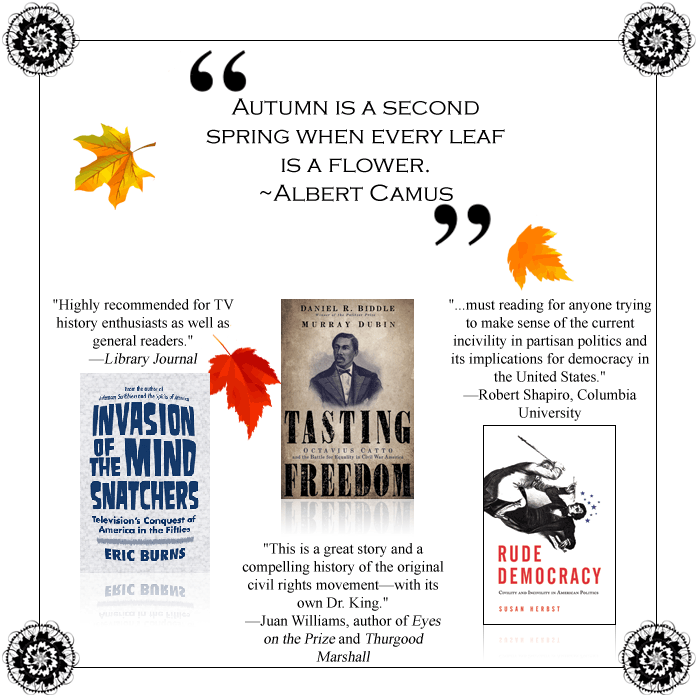 “
AUTUMN IS A SECOND
SPRING WHEN EVERY LEAF
IS A FLOWER.
~ALBERT CAMUS
”
"Highly recommended for TV
history enthusiasts as well as
general readers."
—Library Journal
From the author of
Infamous Scribblers and The Spirits of America
INVASION
OF
THE MIND
SNATCHERS
Television's Conquest of
America in the Fifties
ERIC BURNS
DANIEL R. BIDDLE
Winner of the Pulitzer Prize
MURRAY DUBIN
TASTING
OCTAVIUS CATTO
and the Battle for Equality in Civil War America
FREEDOM
"This is a great story and a
compelling history of the original
civil rights movement—with its
own Dr. King."
—Juan Williams, author of Eyes
on the Prize and Thurgood
Marshall
"...must reading for anyone trying
to make sense of the current
incivility in partisan politics and
its implications for democracy in
the United States."
—Robert Shapiro, Columbia
University
RUDE
DEMOCRACY
CIVILITY AND INCIVILITY IN AMERICAN POLITICS
SUSAN HERBST